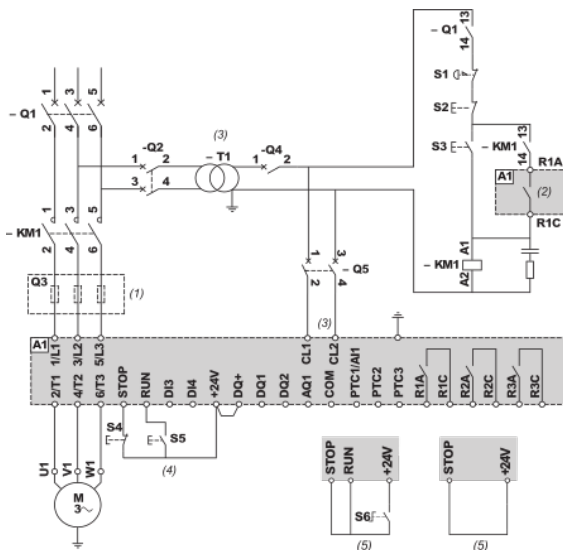 13
– Q1
14
1 3 5
S1
– Q1
S2
2 4 6
-Q2
(3)
-Q4
13
1 2
– T1
1 2
S3
– KM1
14
R1A
3 4
A1
(2)
1 3 5
R1C
– KM1
1 3
A1
2 4 6
– Q5
– KM1
A2
Q3
(1)
2 4
(3)
A1
1/L1 3/L2 5/L3 CL1 CL2
2/T1 4/T2 6/T3 STOP RUN DI3 DI4 +24V DQ+ DQ1 DQ2 AQ1 COM PTC1/AI1 PTC2 PTC3 R1A R1C R2A R2C R3A R3C
S4
S5
(4)
STOP RUN +24V
STOP +24V
U1 V1 W1
S6
M
3
(5)
(5)